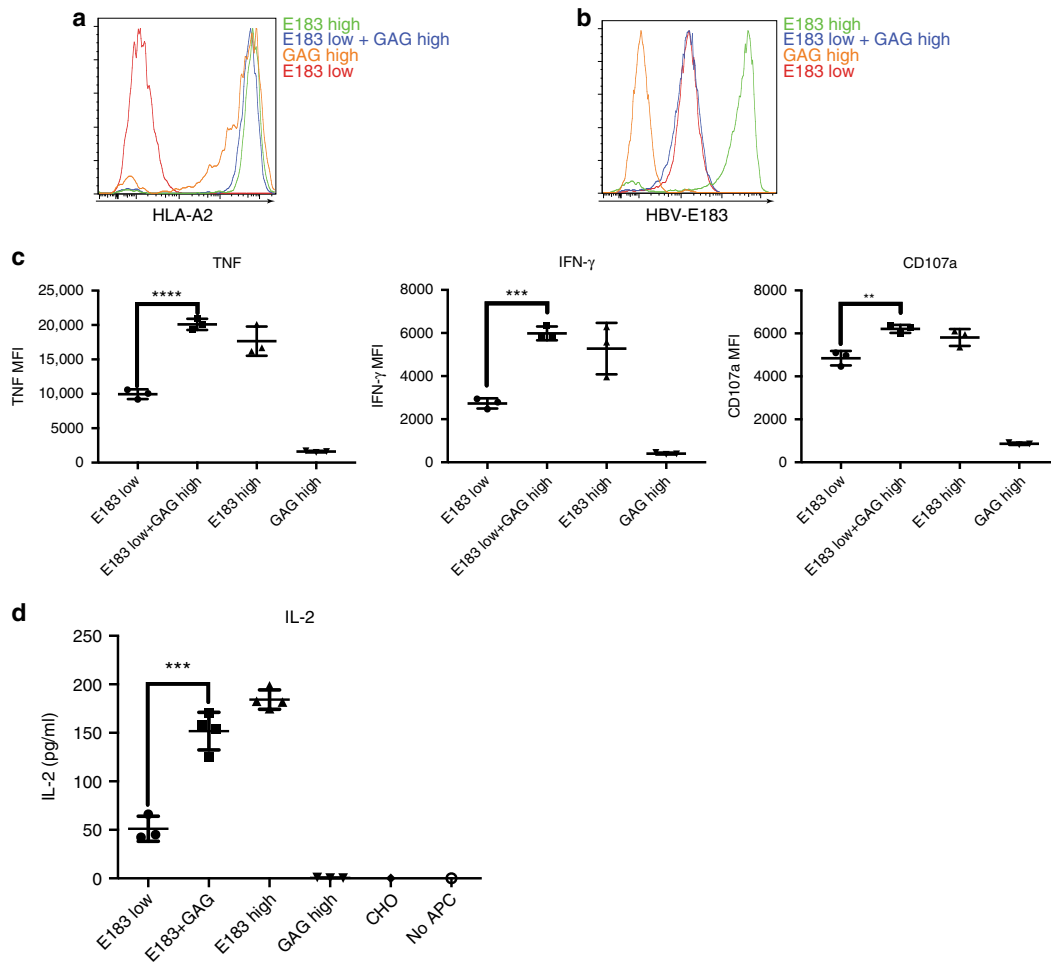 a
E183 high
E183 low + GAG high
GAG high
E183 low
HLA-A2
b
E183 high
E183 low + GAG high
GAG high
E183 low
HBV-E183
c
TNF
TNF MFI
25,000
20,000
15,000
10,000
5000
0
****
E183 low
E183 low+GAG high
E183 high
GAG high
IFN-γ
IFN-γ MFI
8000
6000
4000
2000
0
***
E183 low
E183 low+GAG high
E183 high
GAG high
CD107a
CD107a MFI
8000
6000
4000
2000
0
**
E183 low
E183 low+GAG high
E183 high
GAG high
d
IL-2
IL-2 (pg/ml)
250
200
150
100
50
0
***
E183 low
E183+GAG
E183 high
GAG high
CHO
No APC